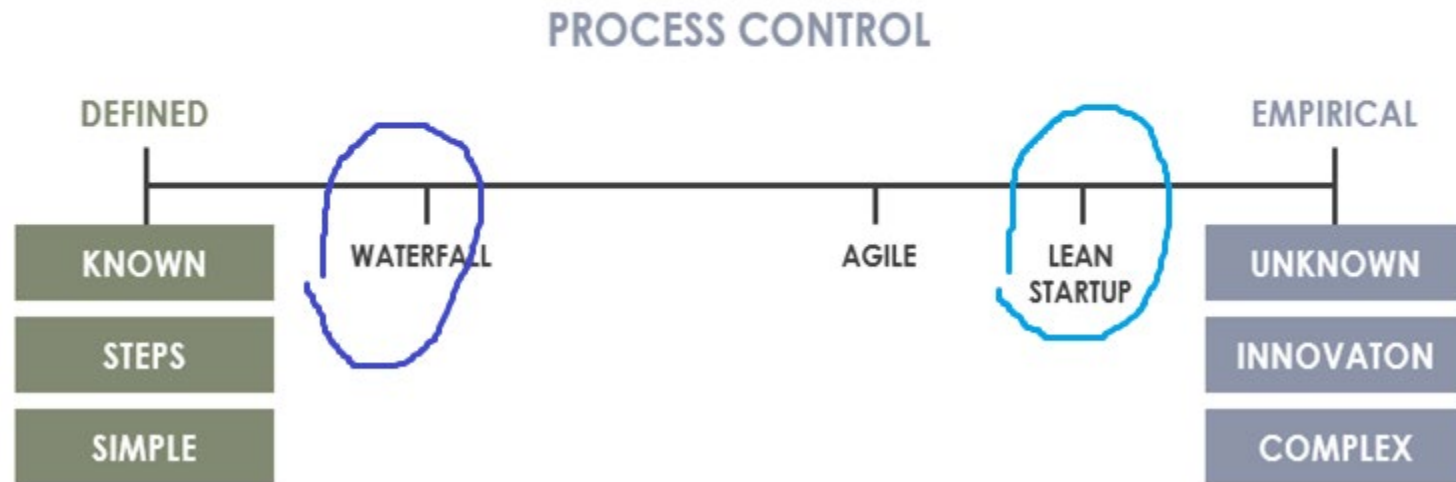 PROCESS CONTROL
DEFINED
EMPIRICAL
WATERFALL
AGILE
LEAN
STARTUP
KNOWN
STEPS
SIMPLE
UNKNOWN
INNOVATON
COMPLEX